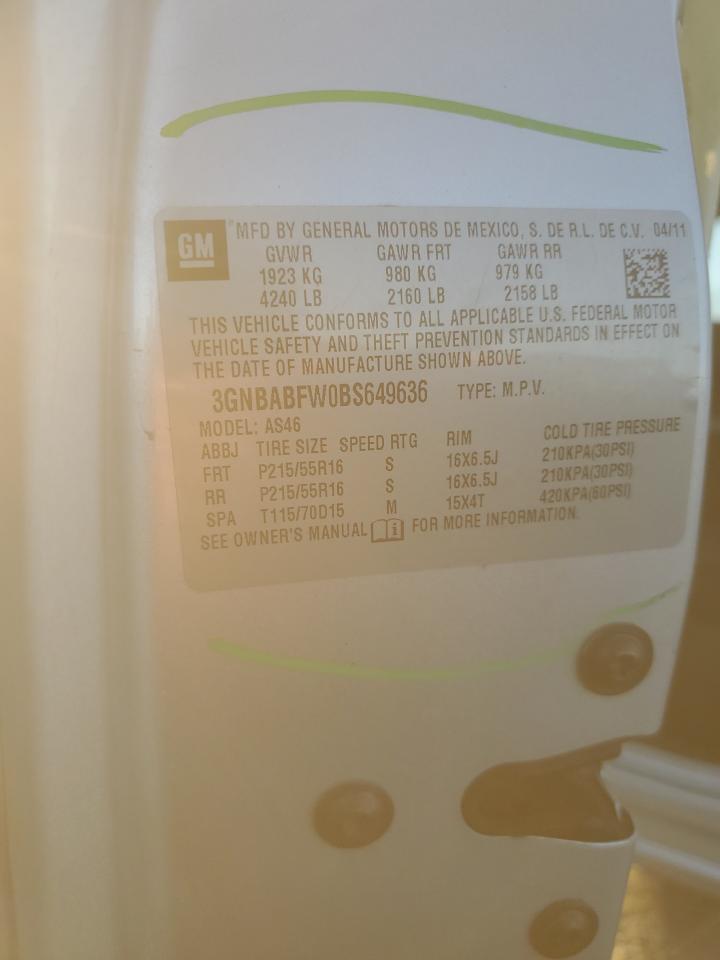 GM
® MFD BY GENERAL MOTORS DE MEXICO, S. DE R.L. DE C.V. 04/11
GVWR GAWR FRT GAWR RR
1923 KG 980 KG 979 KG
4240 LB 2160 LB 2158 LB
THIS VEHICLE CONFORMS TO ALL APPLICABLE U.S. FEDERAL MOTOR
VEHICLE SAFETY AND THEFT PREVENTION STANDARDS IN EFFECT ON
THE DATE OF MANUFACTURE SHOWN ABOVE.
3GNBABFW0BS649636 TYPE: M.P.V.
MODEL: AS46
ABBJ TIRE SIZE SPEED RTG RIM COLD TIRE PRESSURE
FRT P215/55R16 S 16X6.5J 210KPA(30PSI)
RR P215/55R16 S 16X6.5J 210KPA(30PSI)
SPA T115/70D15 M 15X4T 420KPA(60PSI)
SEE OWNER'S MANUAL i FOR MORE INFORMATION.